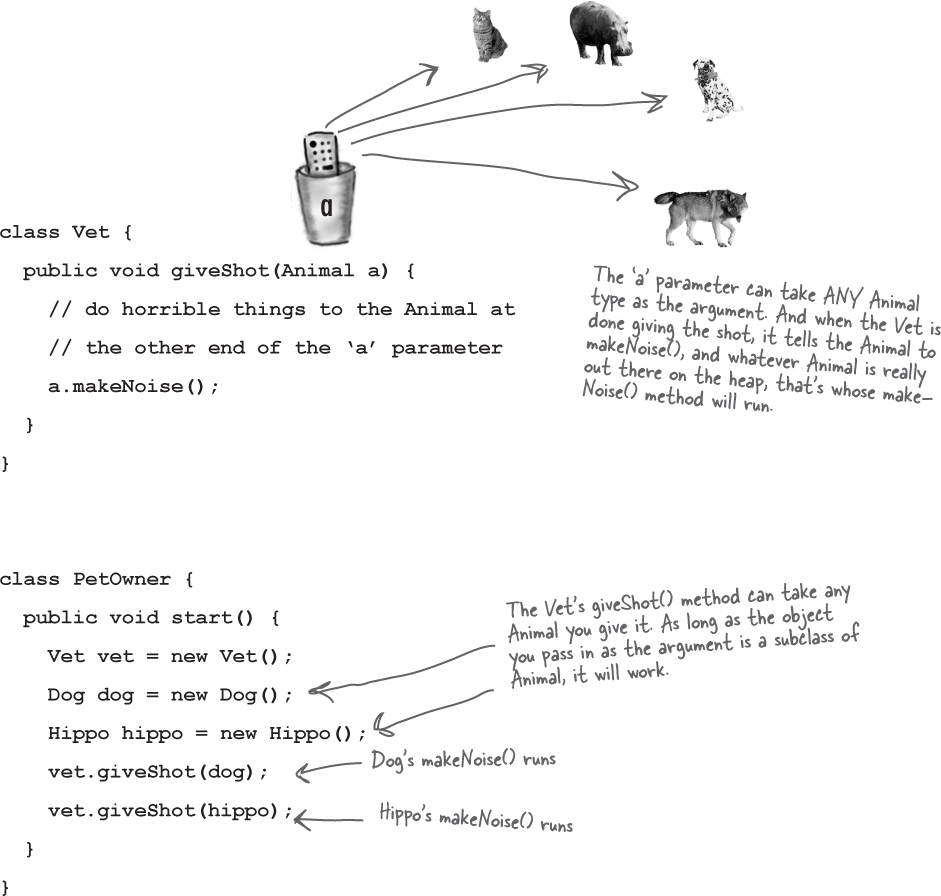 a
class Vet {
public void giveShot(Animal a) {
// do horrible things to the Animal at
// the other end of the ‘a’ parameter
a.makeNoise();
}
}
The ‘a’ parameter can take ANY Animal
type as the argument. And when the Vet is
done giving the shot, it tells the Animal to
makeNoise(), and whatever Animal is really
out there on the heap, that’s whose make-
Noise() method will run.
class PetOwner {
public void start() {
Vet vet = new Vet();
Dog dog = new Dog();
Hippo hippo = new Hippo();
vet.giveShot(dog);
vet.giveShot(hippo);
}
}
The Vet’s giveShot() method can take any
Animal you give it. As long as the object
you pass in as the argument is a subclass of
Animal, it will work.
Dog’s makeNoise() runs
Hippo’s makeNoise() runs